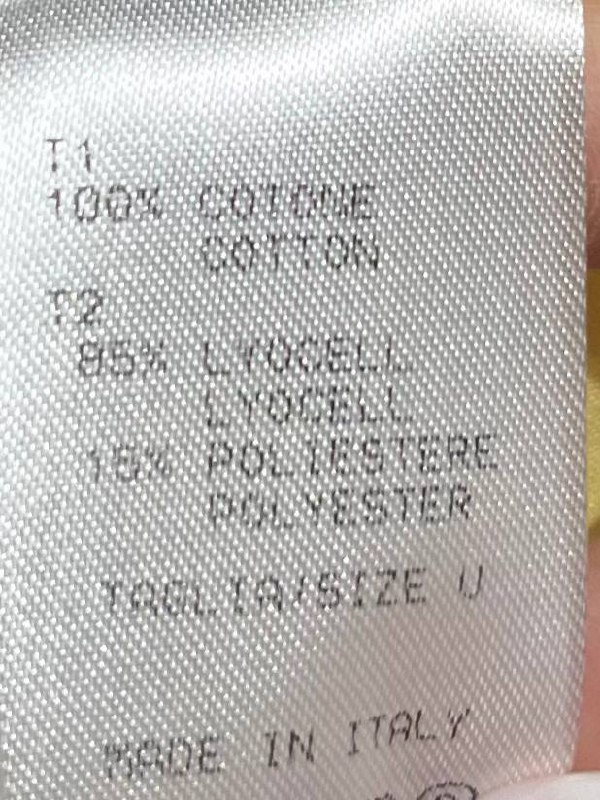 T1
100% COTONE
COTTON
T2
85% LYOCELL
LYOCELL
15% POLIESTERE
POLYESTER
TAGLIA/SIZE U
MADE IN ITALY